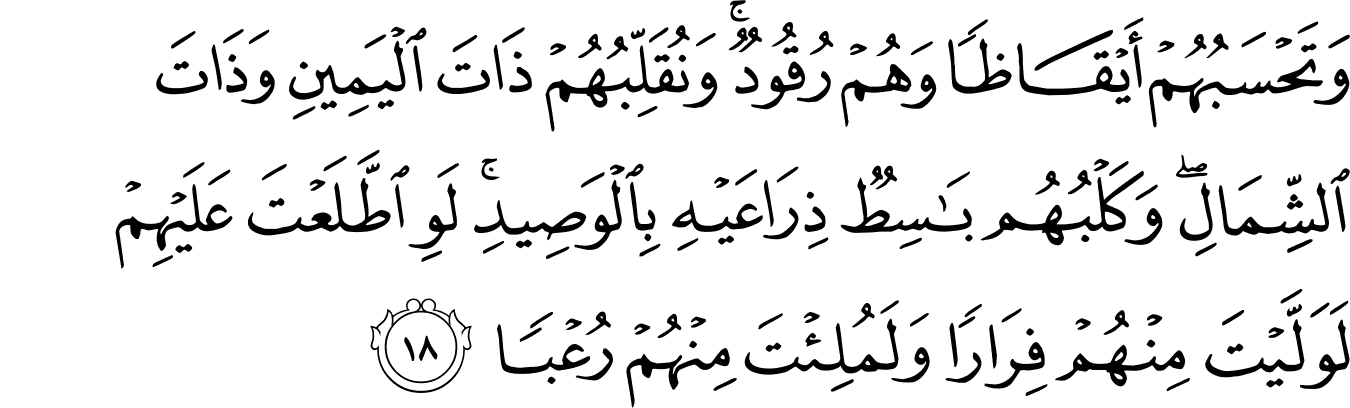 وَتَحْسَبُهُمْ أَيْقَاظًا وَهُمْ رُقُودٌ ۚ وَنُقَلِّبُهُمْ ذَاتَ ٱلْيَمِينِ وَذَاتَ
ٱلشِّمَالِ ۖ وَكَلْبُهُم بَـٰسِطٌ ذِرَاعَيْهِ بِٱلْوَصِيدِ ۚ لَوِ ٱطَّلَعْتَ عَلَيْهِمْ
لَوَلَّيْتَ مِنْهُمْ فِرَارًا وَلَمُلِئْتَ مِنْهُمْ رُعْبًا ١٨